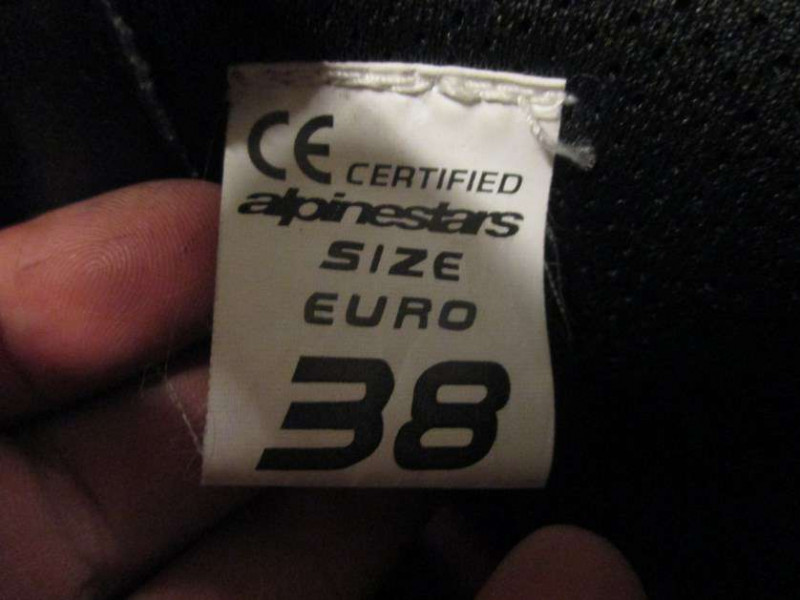 CE CERTIFIED
alpinestars
SIZE
EURO
38